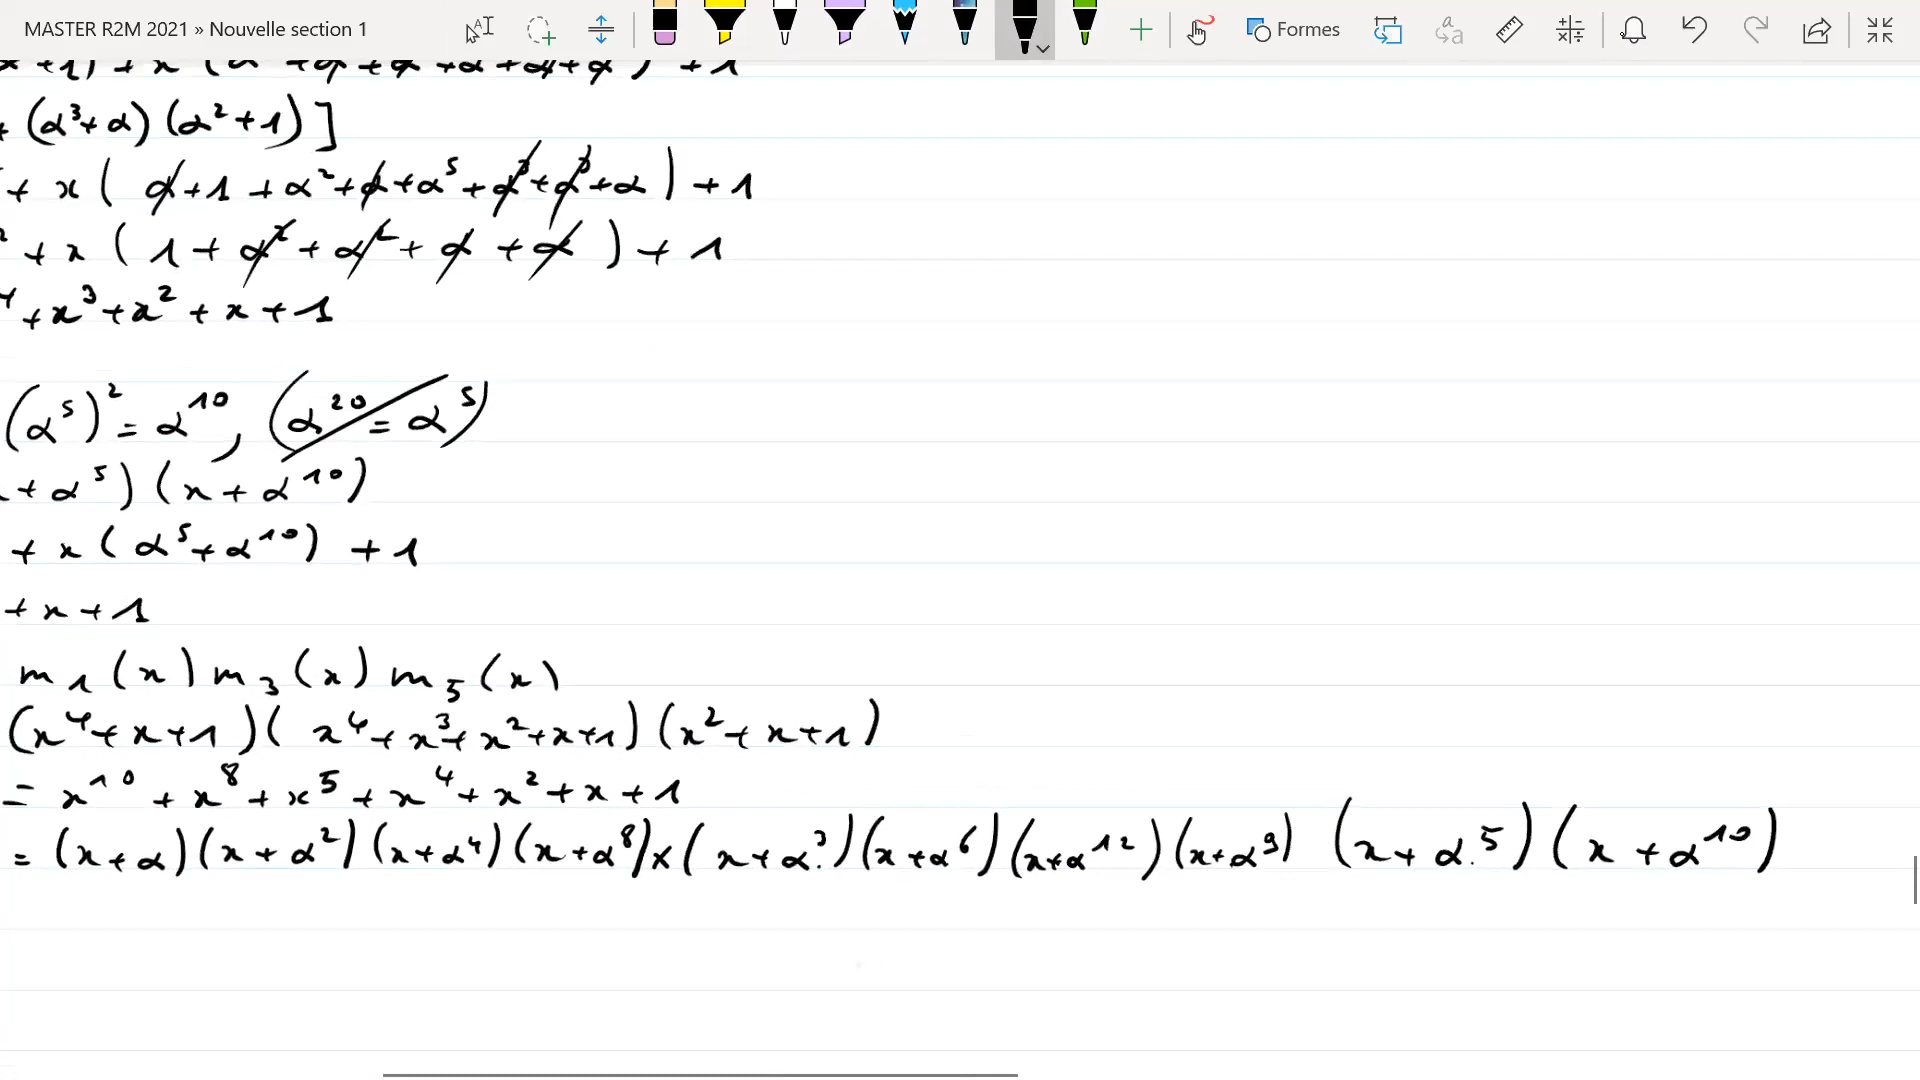 MASTER R2M 2021 » Nouvelle section 1
Formes
+ (α³+α)(α²+1)]
+ x(α+1+α²+α+α⁵+α³+α³+α)+1
+ x(1+α²+α²+α+α)+1
+x³+x²+x+1
(α⁵)²=α¹⁰, (α²⁰=α⁵)
+α⁵)(x+α¹⁰)
+x(α⁵+α¹⁰)+1
+x+1
m₁(x)m₃(x)m₅(x)
(x⁴+x+1)(x⁴+x³+x²+x+1)(x²+x+1)
=x¹⁰+x⁸+x⁵+x⁴+x²+x+1
=(x+α)(x+α²)(x+α⁴)(x+α⁸)×(x+α³)(x+α⁶)(x+α¹²)(x+α⁹)(x+α⁵)(x+α¹⁰)